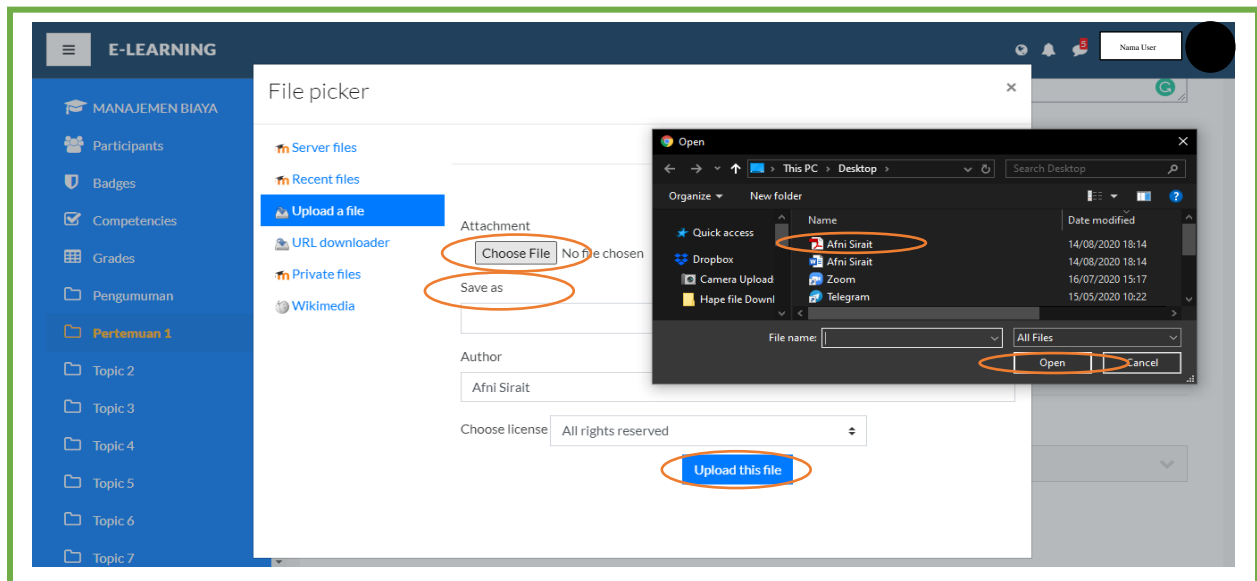 E-LEARNING
5
Nama User
MANAJEMEN BIAYA
Participants
Badges
Competencies
Grades
Pengumuman
Pertemuan 1
Topic 2
Topic 3
Topic 4
Topic 5
Topic 6
Topic 7
File picker
×
Server files
Recent files
Upload a file
URL downloader
Private files
Wikimedia
Attachment
Choose File No file chosen
Save as
Author
Afni Sirait
Choose license All rights reserved
Upload this file
Open
This PC > Desktop >
Search Desktop
Organize New folder
Quick access
Dropbox
Camera Upload
Hape file Downl
Name Date modified
Afni Sirait 14/08/2020 18:14
Afni Sirait 14/08/2020 18:14
Zoom 16/07/2020 15:17
Telegram 15/05/2020 10:22
File name: All Files
Open Cancel